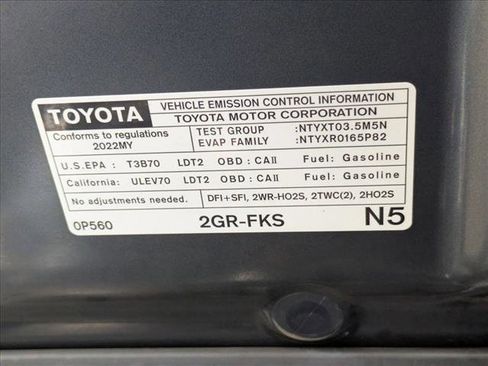 TOYOTA
VEHICLE EMISSION CONTROL INFORMATION
TOYOTA MOTOR CORPORATION
Conforms to regulations
2022MY
TEST GROUP :NTYXT03.5M5N
EVAP FAMILY :NTYXR0165P82
U.S.EPA : T3B70 LDT2 OBD : CAII Fuel: Gasoline
California: ULEV70 LDT2 OBD : CAII Fuel: Gasoline
No adjustments needed. DFI+SFI, 2WR-HO2S, 2TWC(2), 2HO2S
0P560 2GR-FKS N5